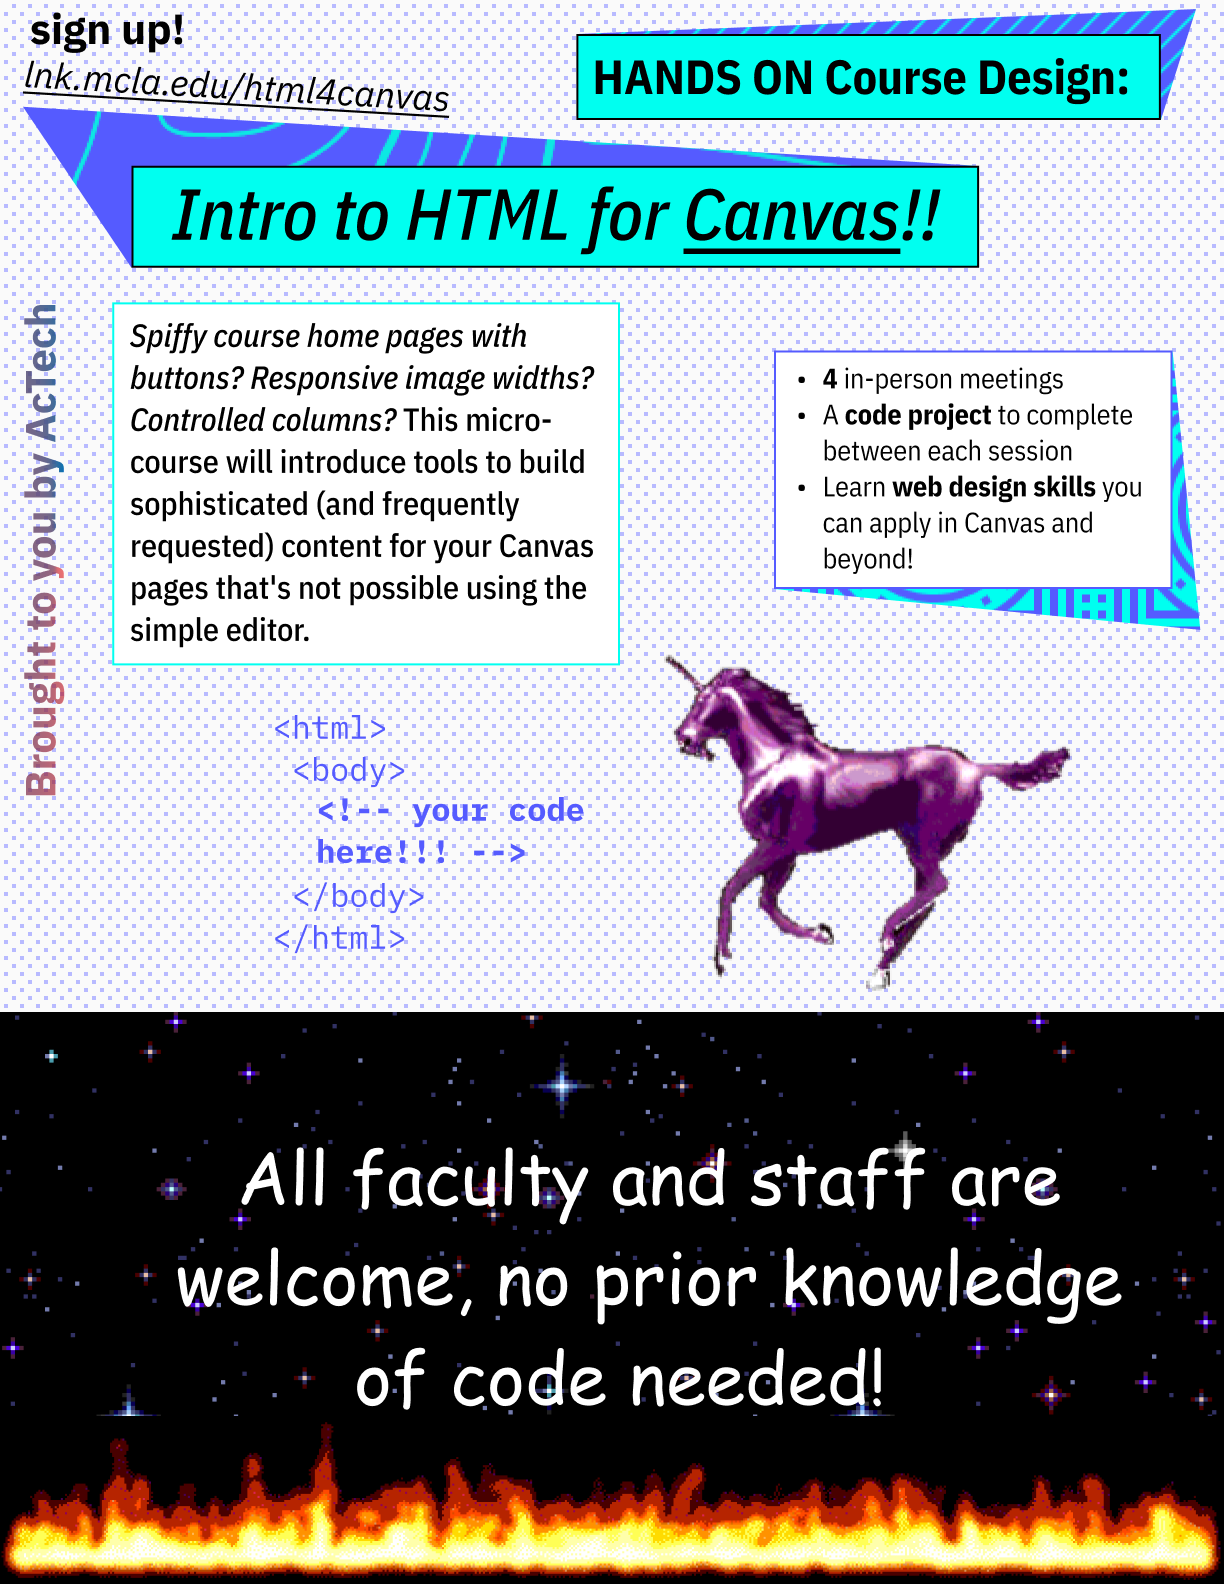 sign up!
lnk.mcla.edu/html4canvas
HANDS ON Course Design:
Intro to HTML for Canvas!!
Brought to you by AcTech
Spiffy course home pages with
buttons? Responsive image widths?
Controlled columns? This micro-
course will introduce tools to build
sophisticated (and frequently
requested) content for your Canvas
pages that's not possible using the
simple editor.
• 4 in-person meetings
• A code project to complete
between each session
• Learn web design skills you
can apply in Canvas and
beyond!
<html>
<body>
<!-- your code
here!!! -->
</body>
</html>
All faculty and staff are
welcome, no prior knowledge
of code needed!